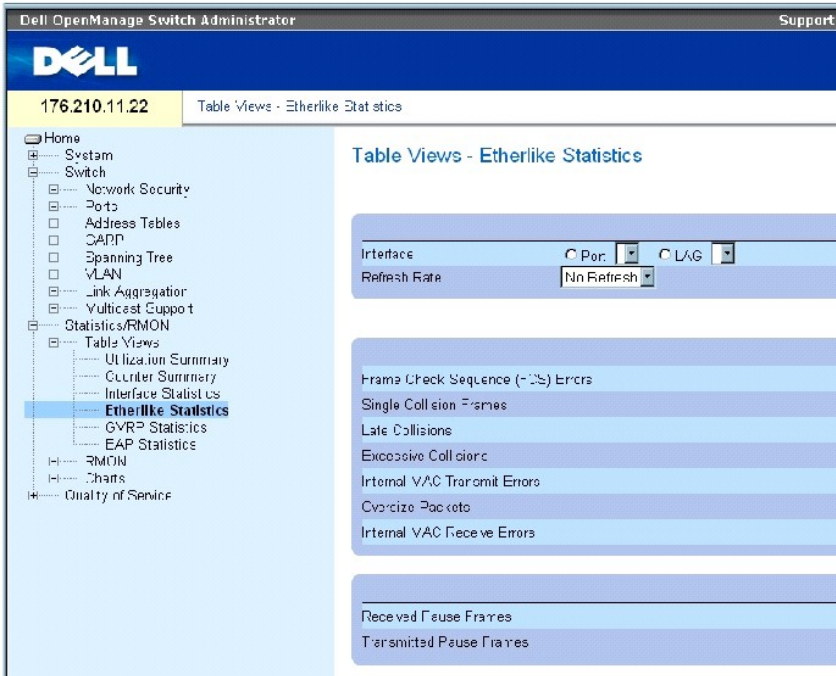 Dell OpenManage Switch Administrator
Support
DELL
176.210.11.22
Table Views - Etherlike Statistics
Home
System
Switch
Network Security
Ports
Address Tables
GARP
Spanning Tree
VLAN
Link Aggregation
Multicast Support
Statistics/RMON
Table Views
Utilization Summary
Counter Summary
Interface Statistics
Etherlike Statistics
GVRP Statistics
EAP Statistics
RMON
Charts
Quality of Service
Table Views - Etherlike Statistics
Interface Port LAG
Refresh Rate No Refresh
Frame Check Sequence (FCS) Errors
Single Collision Frames
Late Collisions
Excessive Collisions
Internal MAC Transmit Errors
Oversize Packets
Internal MAC Receive Errors
Received Pause Frames
Transmitted Pause Frames